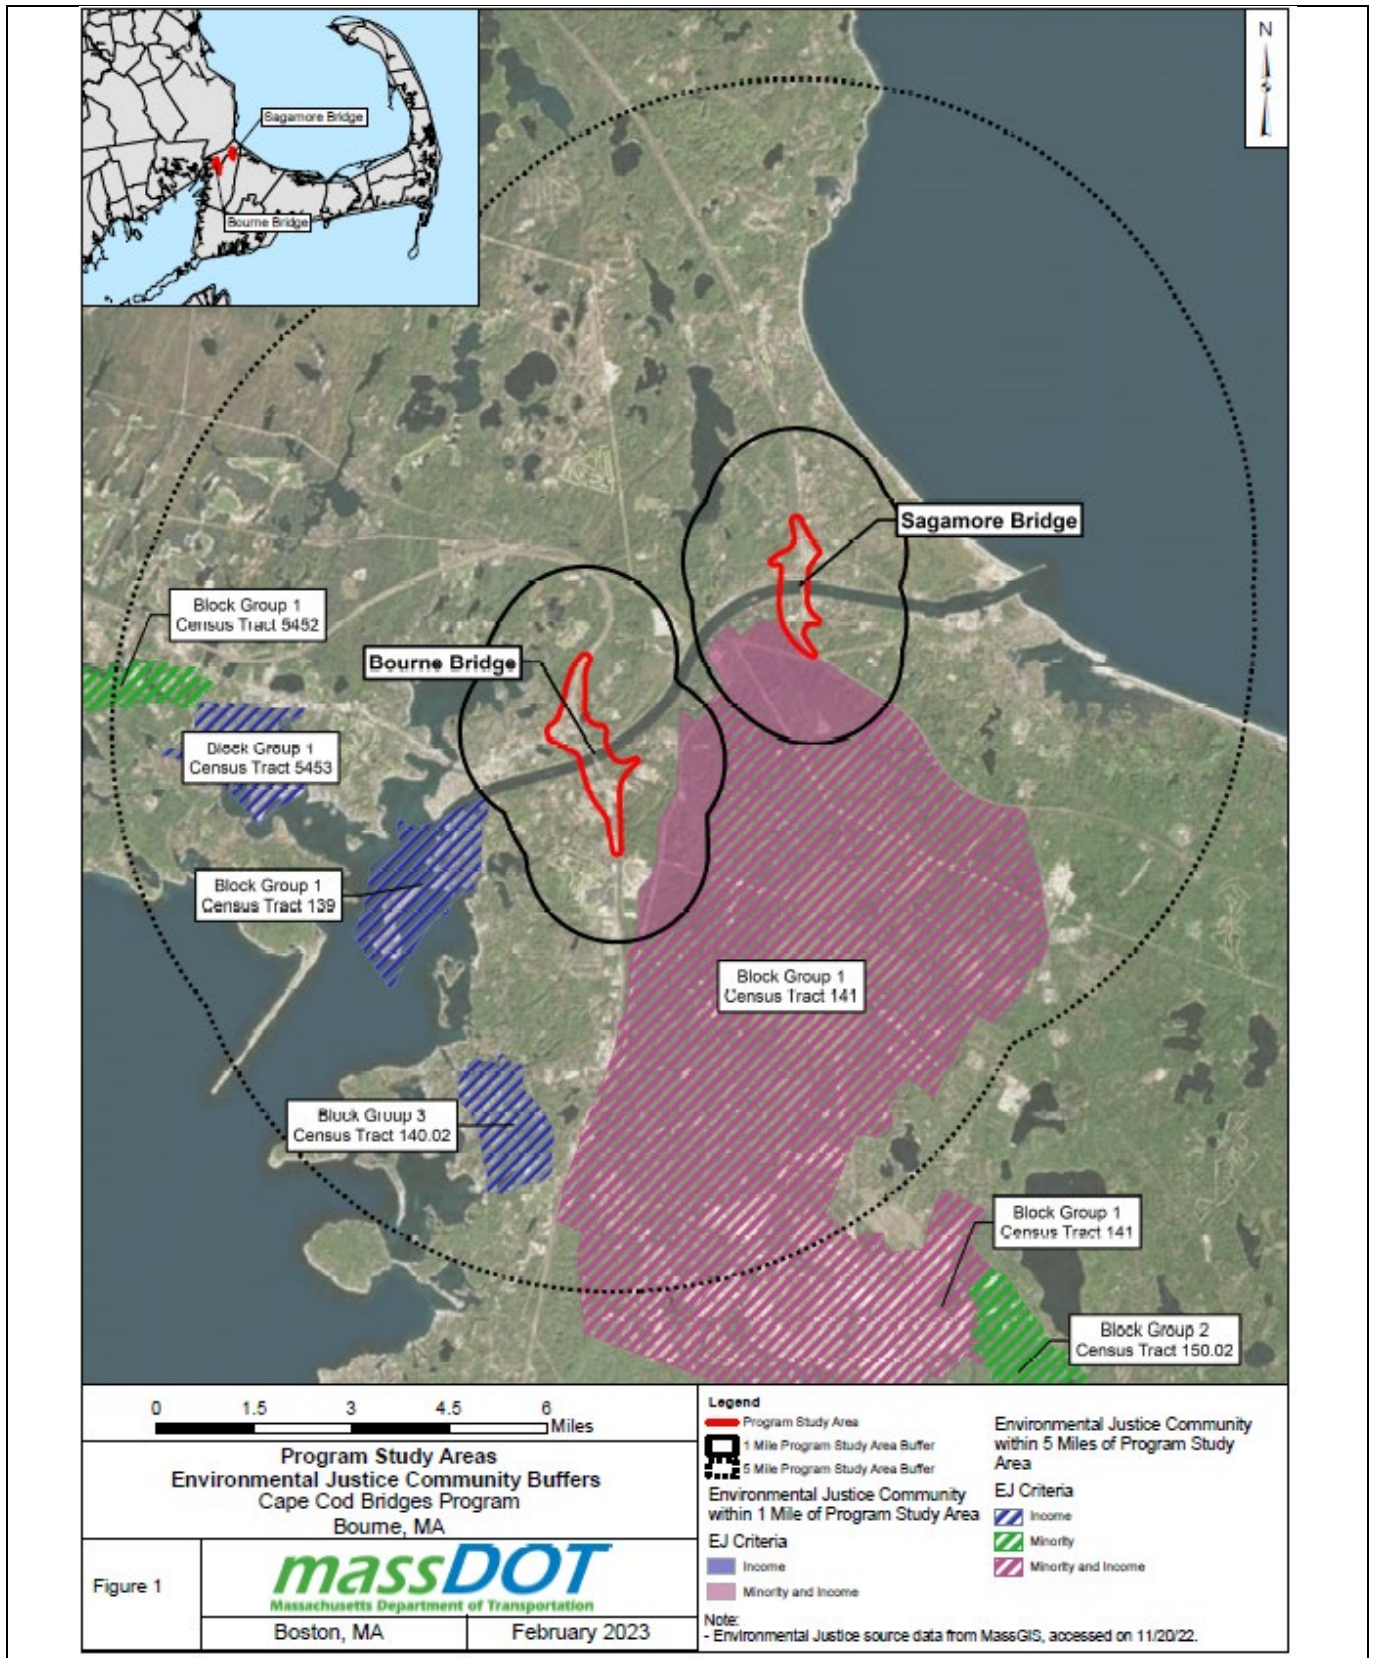 N
Sagamore Bridge
Bourne Bridge
Sagamore Bridge
Block Group 1
Census Tract 5452
Bourne Bridge
Block Group 1
Census Tract 5453
Block Group 1
Census Tract 139
Block Group 1
Census Tract 141
Block Group 3
Census Tract 140.02
Block Group 1
Census Tract 141
Block Group 2
Census Tract 150.02
0 1.5 3 4.5 6
Miles
Program Study Areas
Environmental Justice Community Buffers
Cape Cod Bridges Program
Bourne, MA
Figure 1
massDOT
Massachusetts Department of Transportation
Boston, MA
February 2023
Legend
Program Study Area
1 Mile Program Study Area Buffer
5 Mile Program Study Area Buffer
Environmental Justice Community
within 1 Mile of Program Study Area
EJ Criteria
Income
Minority and Income
Environmental Justice Community
within 5 Miles of Program Study
Area
EJ Criteria
Income
Minority
Minority and Income
Note:
- Environmental Justice source data from MassGIS, accessed on 11/20/22.